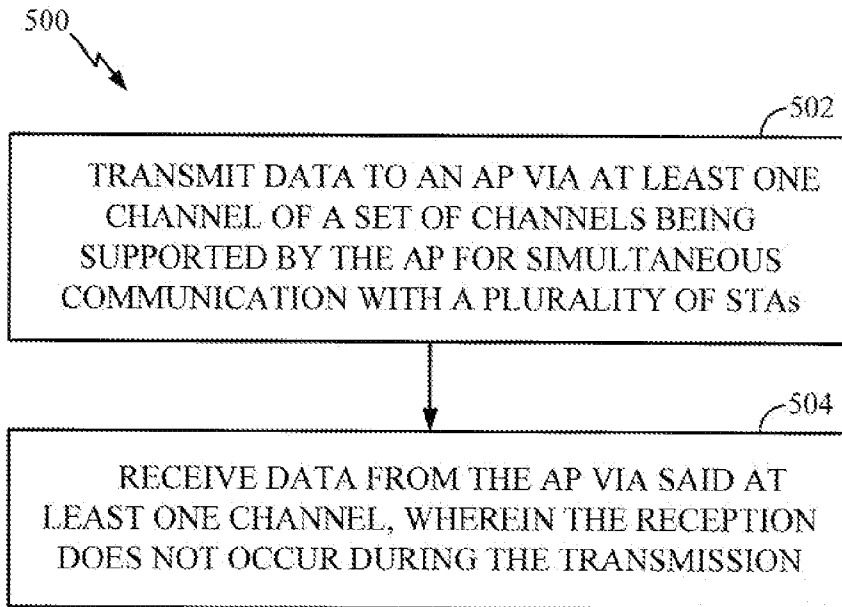 500
502
TRANSMIT DATA TO AN AP VIA AT LEAST ONE
CHANNEL OF A SET OF CHANNELS BEING
SUPPORTED BY THE AP FOR SIMULTANEOUS
COMMUNICATION WITH A PLURALITY OF STAs
504
RECEIVE DATA FROM THE AP VIA SAID AT
LEAST ONE CHANNEL, WHEREIN THE RECEPTION
DOES NOT OCCUR DURING THE TRANSMISSION